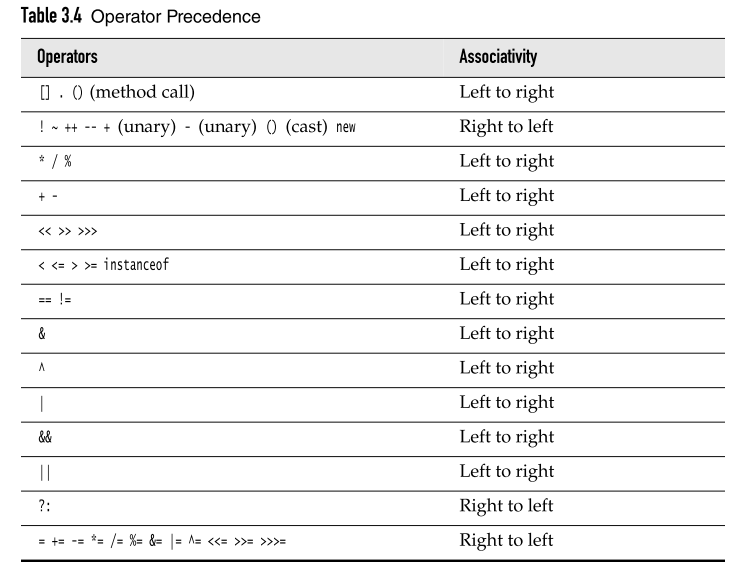 Table 3.4 Operator Precedence
Operators Associativity
[] . () (method call) Left to right
! ~ ++ -- + (unary) - (unary) () (cast) new Right to left
* / % Left to right
+ - Left to right
<< >> >>> Left to right
< <= > >= instanceof Left to right
== != Left to right
& Left to right
^ Left to right
| Left to right
&& Left to right
|| Left to right
?: Right to left
= += -= *= /= %= &= |= ^= <<= >>= >>>= Right to left